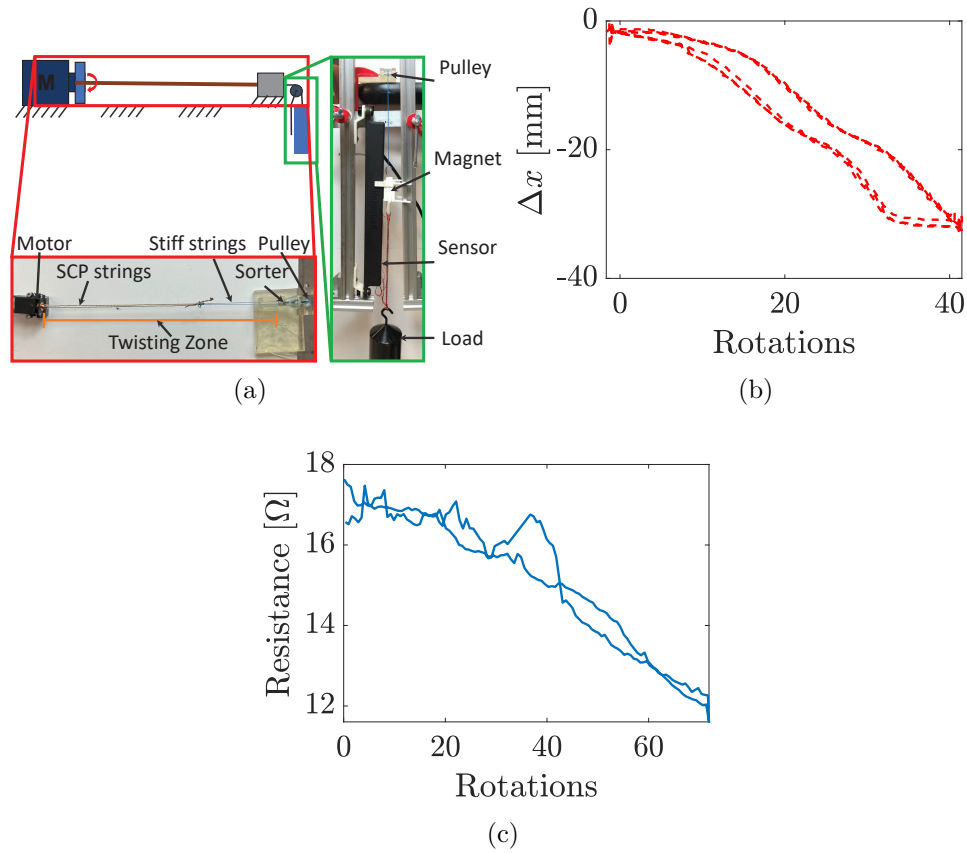 M
Pulley
Magnet
Sensor
Load
Motor
SCP strings
Stiff strings
Pulley
Sorter
Twisting Zone
(a)
0
-20
-40
Δx [mm]
0
20
40
Rotations
(b)
18
16
14
12
Resistance [Ω]
0
20
40
60
Rotations
(c)